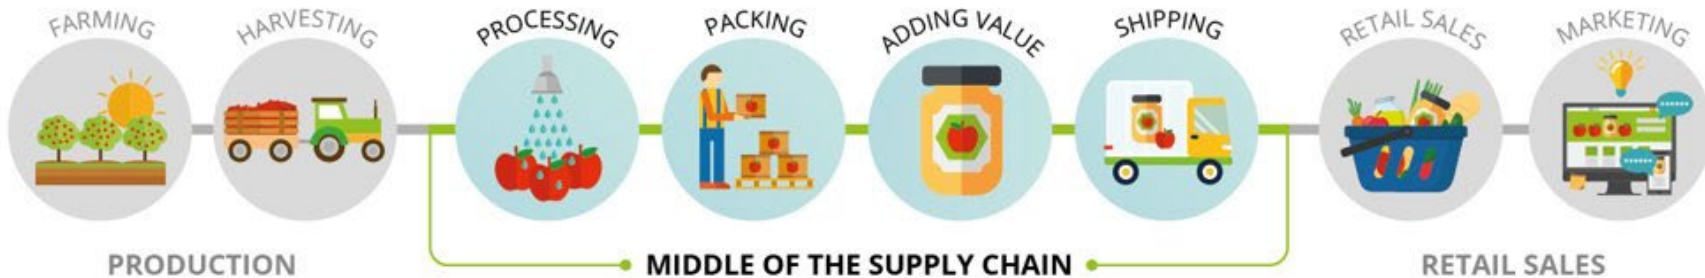 FARMING
HARVESTING
PROCESSING
PACKING
ADDING VALUE
SHIPPING
RETAIL SALES
MARKETING
PRODUCTION
MIDDLE OF THE SUPPLY CHAIN
RETAIL SALES